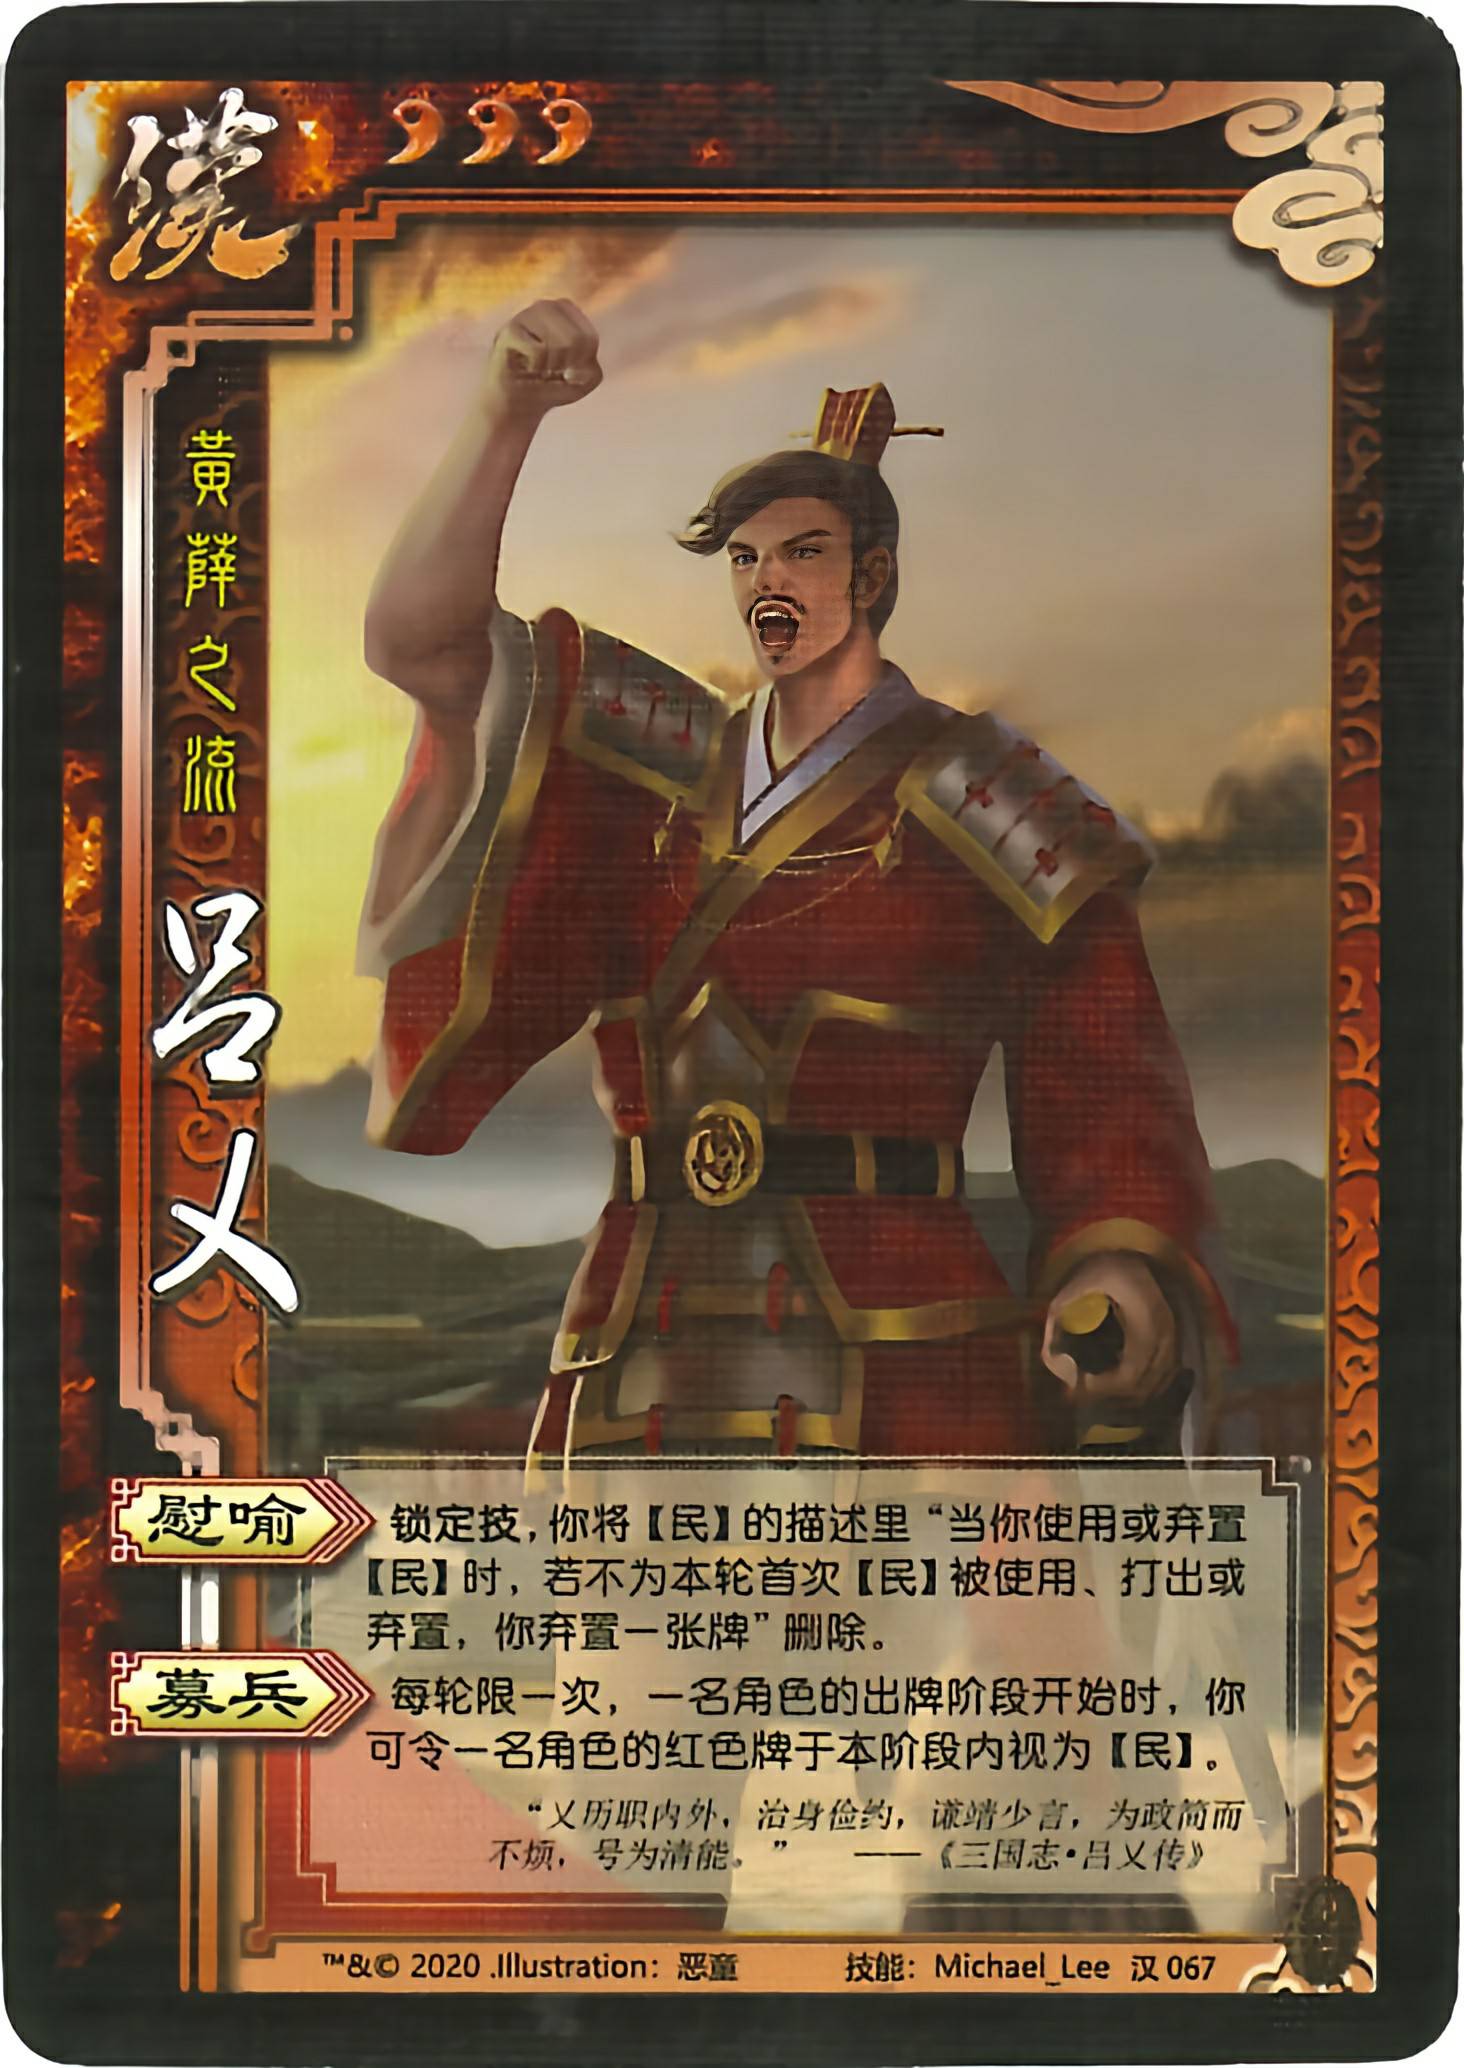 漢
黃薛之流
吕乂
慰喻
锁定技，你将【民】的描述里“当你使用或弃置
【民】时，若不为本轮首次【民】被使用、打出或
弃置，你弃置一张牌”删除。
募兵
每轮限一次，一名角色的出牌阶段开始时，你
可令一名角色的红色牌于本阶段内视为【民】。
“乂历职内外，治身俭约，谦靖少言，为政简而
不烦，号为清能。” ——《三国志·吕乂传》
™&© 2020 .Illustration：恶童 技能：Michael_Lee 汉 067